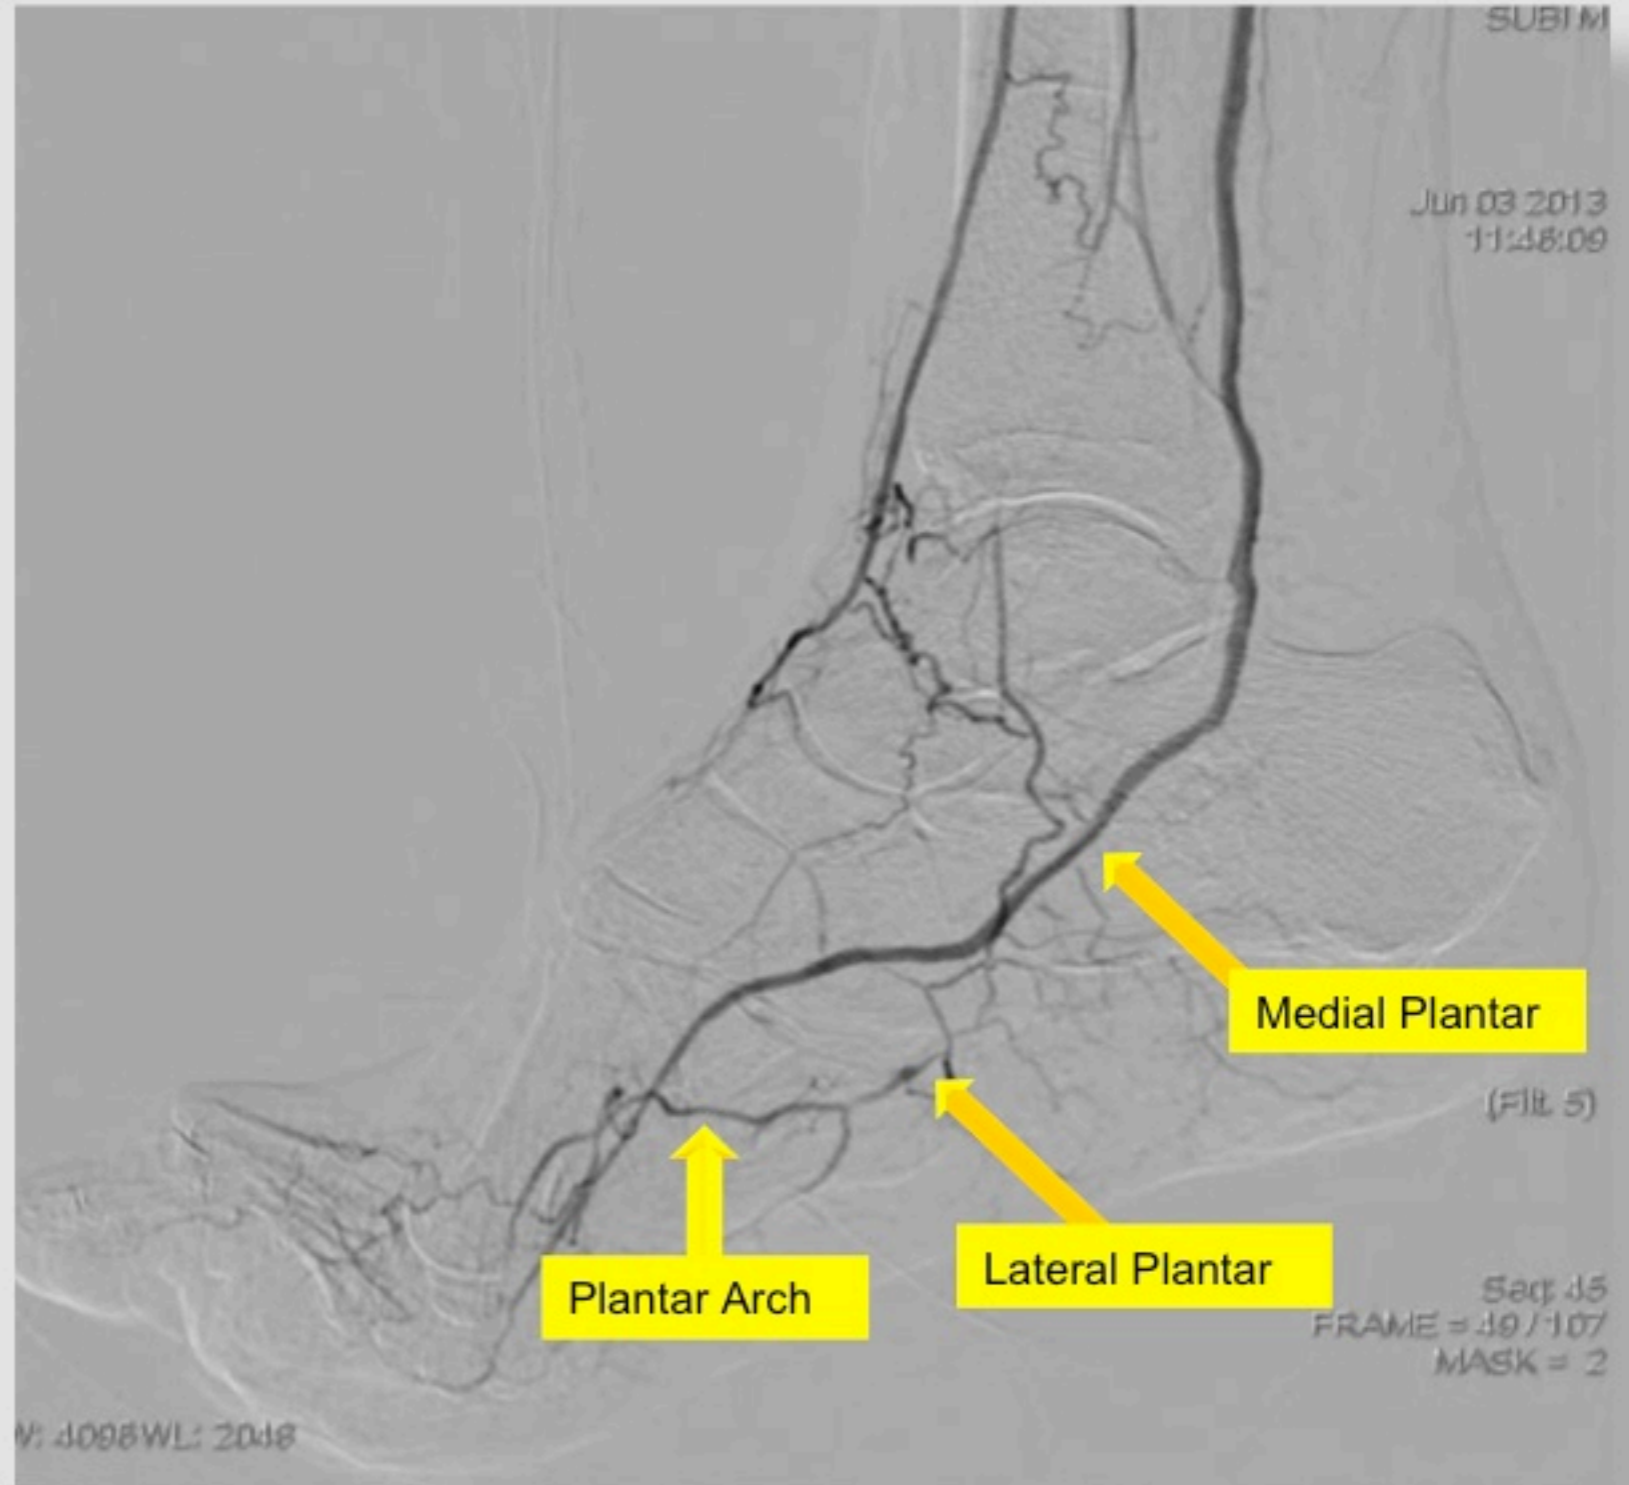 SUBI M
Jun 03 2013
11:48:09
Medial Plantar
(Filt. 5)
Lateral Plantar
Plantar Arch
Seq: 45
FRAME = 49 / 107
MASK = 2
W: 4096WL: 2048